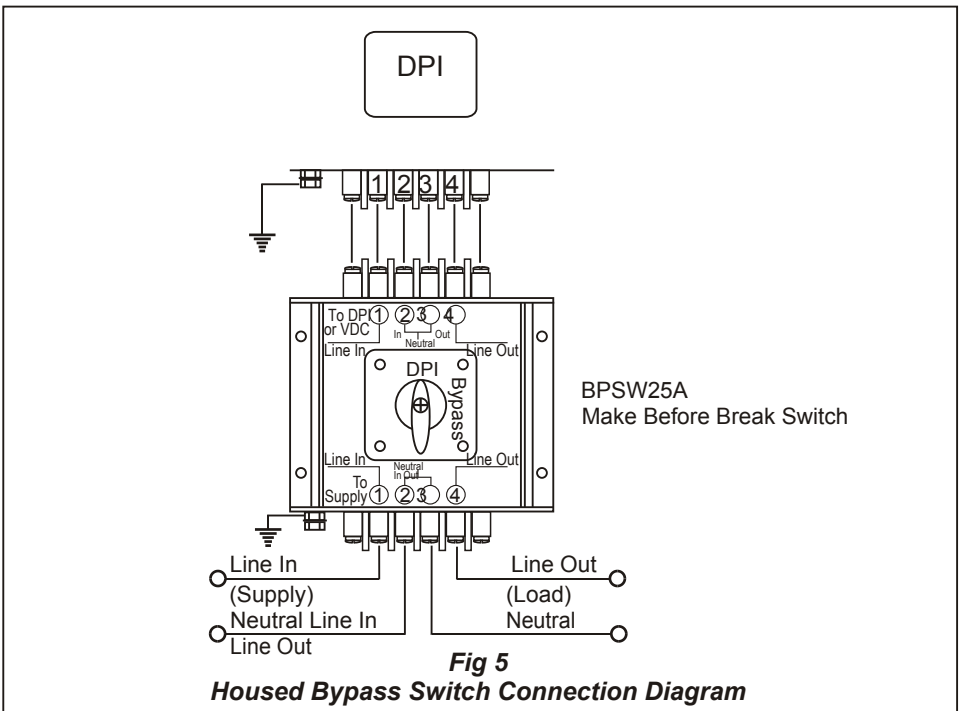 DPI
1 2 3 4
To DPI 1 2 3 4
or VDC In Out
Neutral
Line In Line Out
DPI
Bypass
BPSW25A
Make Before Break Switch
Line In Neutral Line Out
In Out
To
Supply 1 2 3 4
Line In Line Out
(Supply) (Load)
Neutral Line In Neutral
Line Out
Fig 5
Housed Bypass Switch Connection Diagram